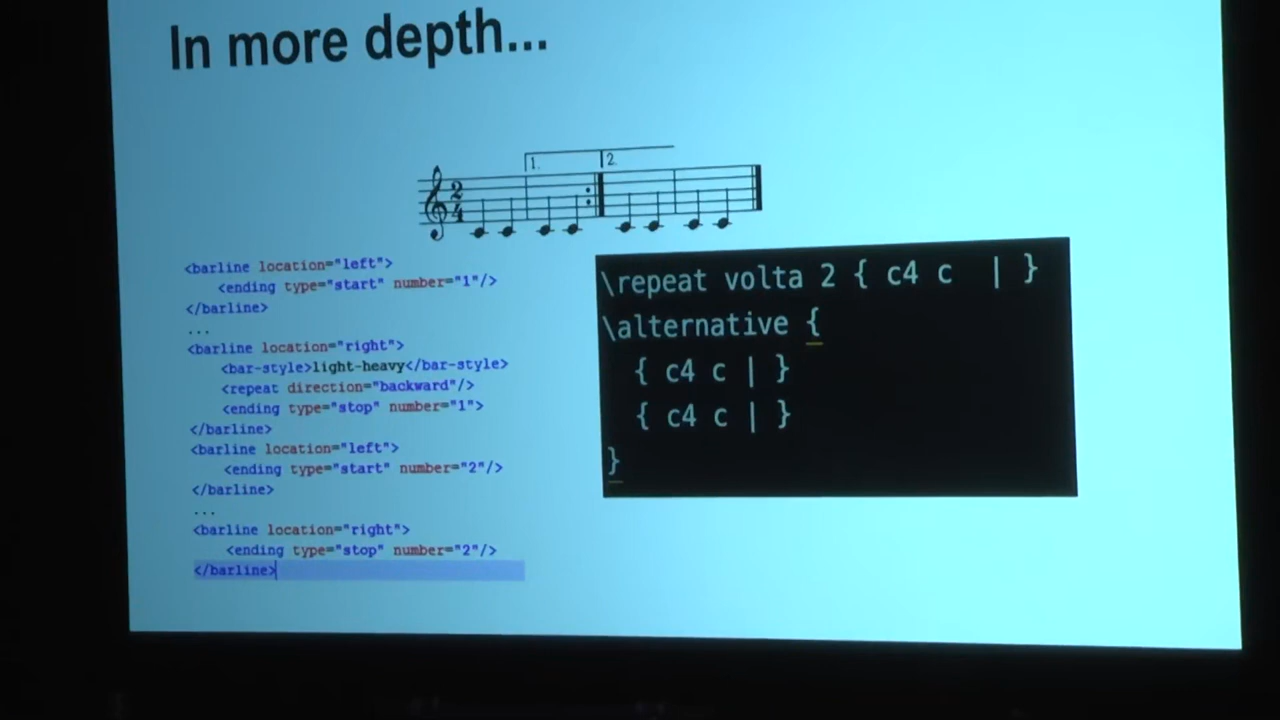 In more depth...
1.
2.
2
4
<barline location="left">
<ending type="start" number="1"/>
</barline>
...
<barline location="right">
<bar-style>light-heavy</bar-style>
<repeat direction="backward"/>
<ending type="stop" number="1">
</barline>
<barline location="left">
<ending type="start" number="2"/>
</barline>
...
<barline location="right">
<ending type="stop" number="2"/>
</barline>
\repeat volta 2 { c4 c | }
\alternative {
{ c4 c | }
{ c4 c | }
}